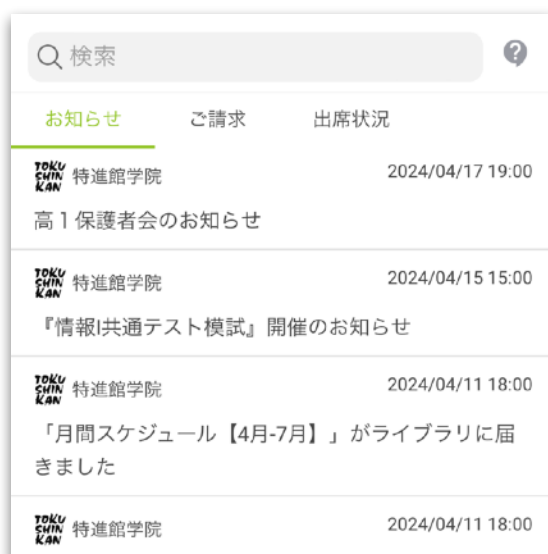 検索
お知らせ ご請求 出席状況
TOKU SHIN KAN 特進館学院 2024/04/17 19:00
高1保護者会のお知らせ
TOKU SHIN KAN 特進館学院 2024/04/15 15:00
『情報I共通テスト模試』開催のお知らせ
TOKU SHIN KAN 特進館学院 2024/04/11 18:00
「月間スケジュール【4月-7月】」がライブラリに届
きました
TOKU SHIN KAN 特進館学院 2024/04/11 18:00